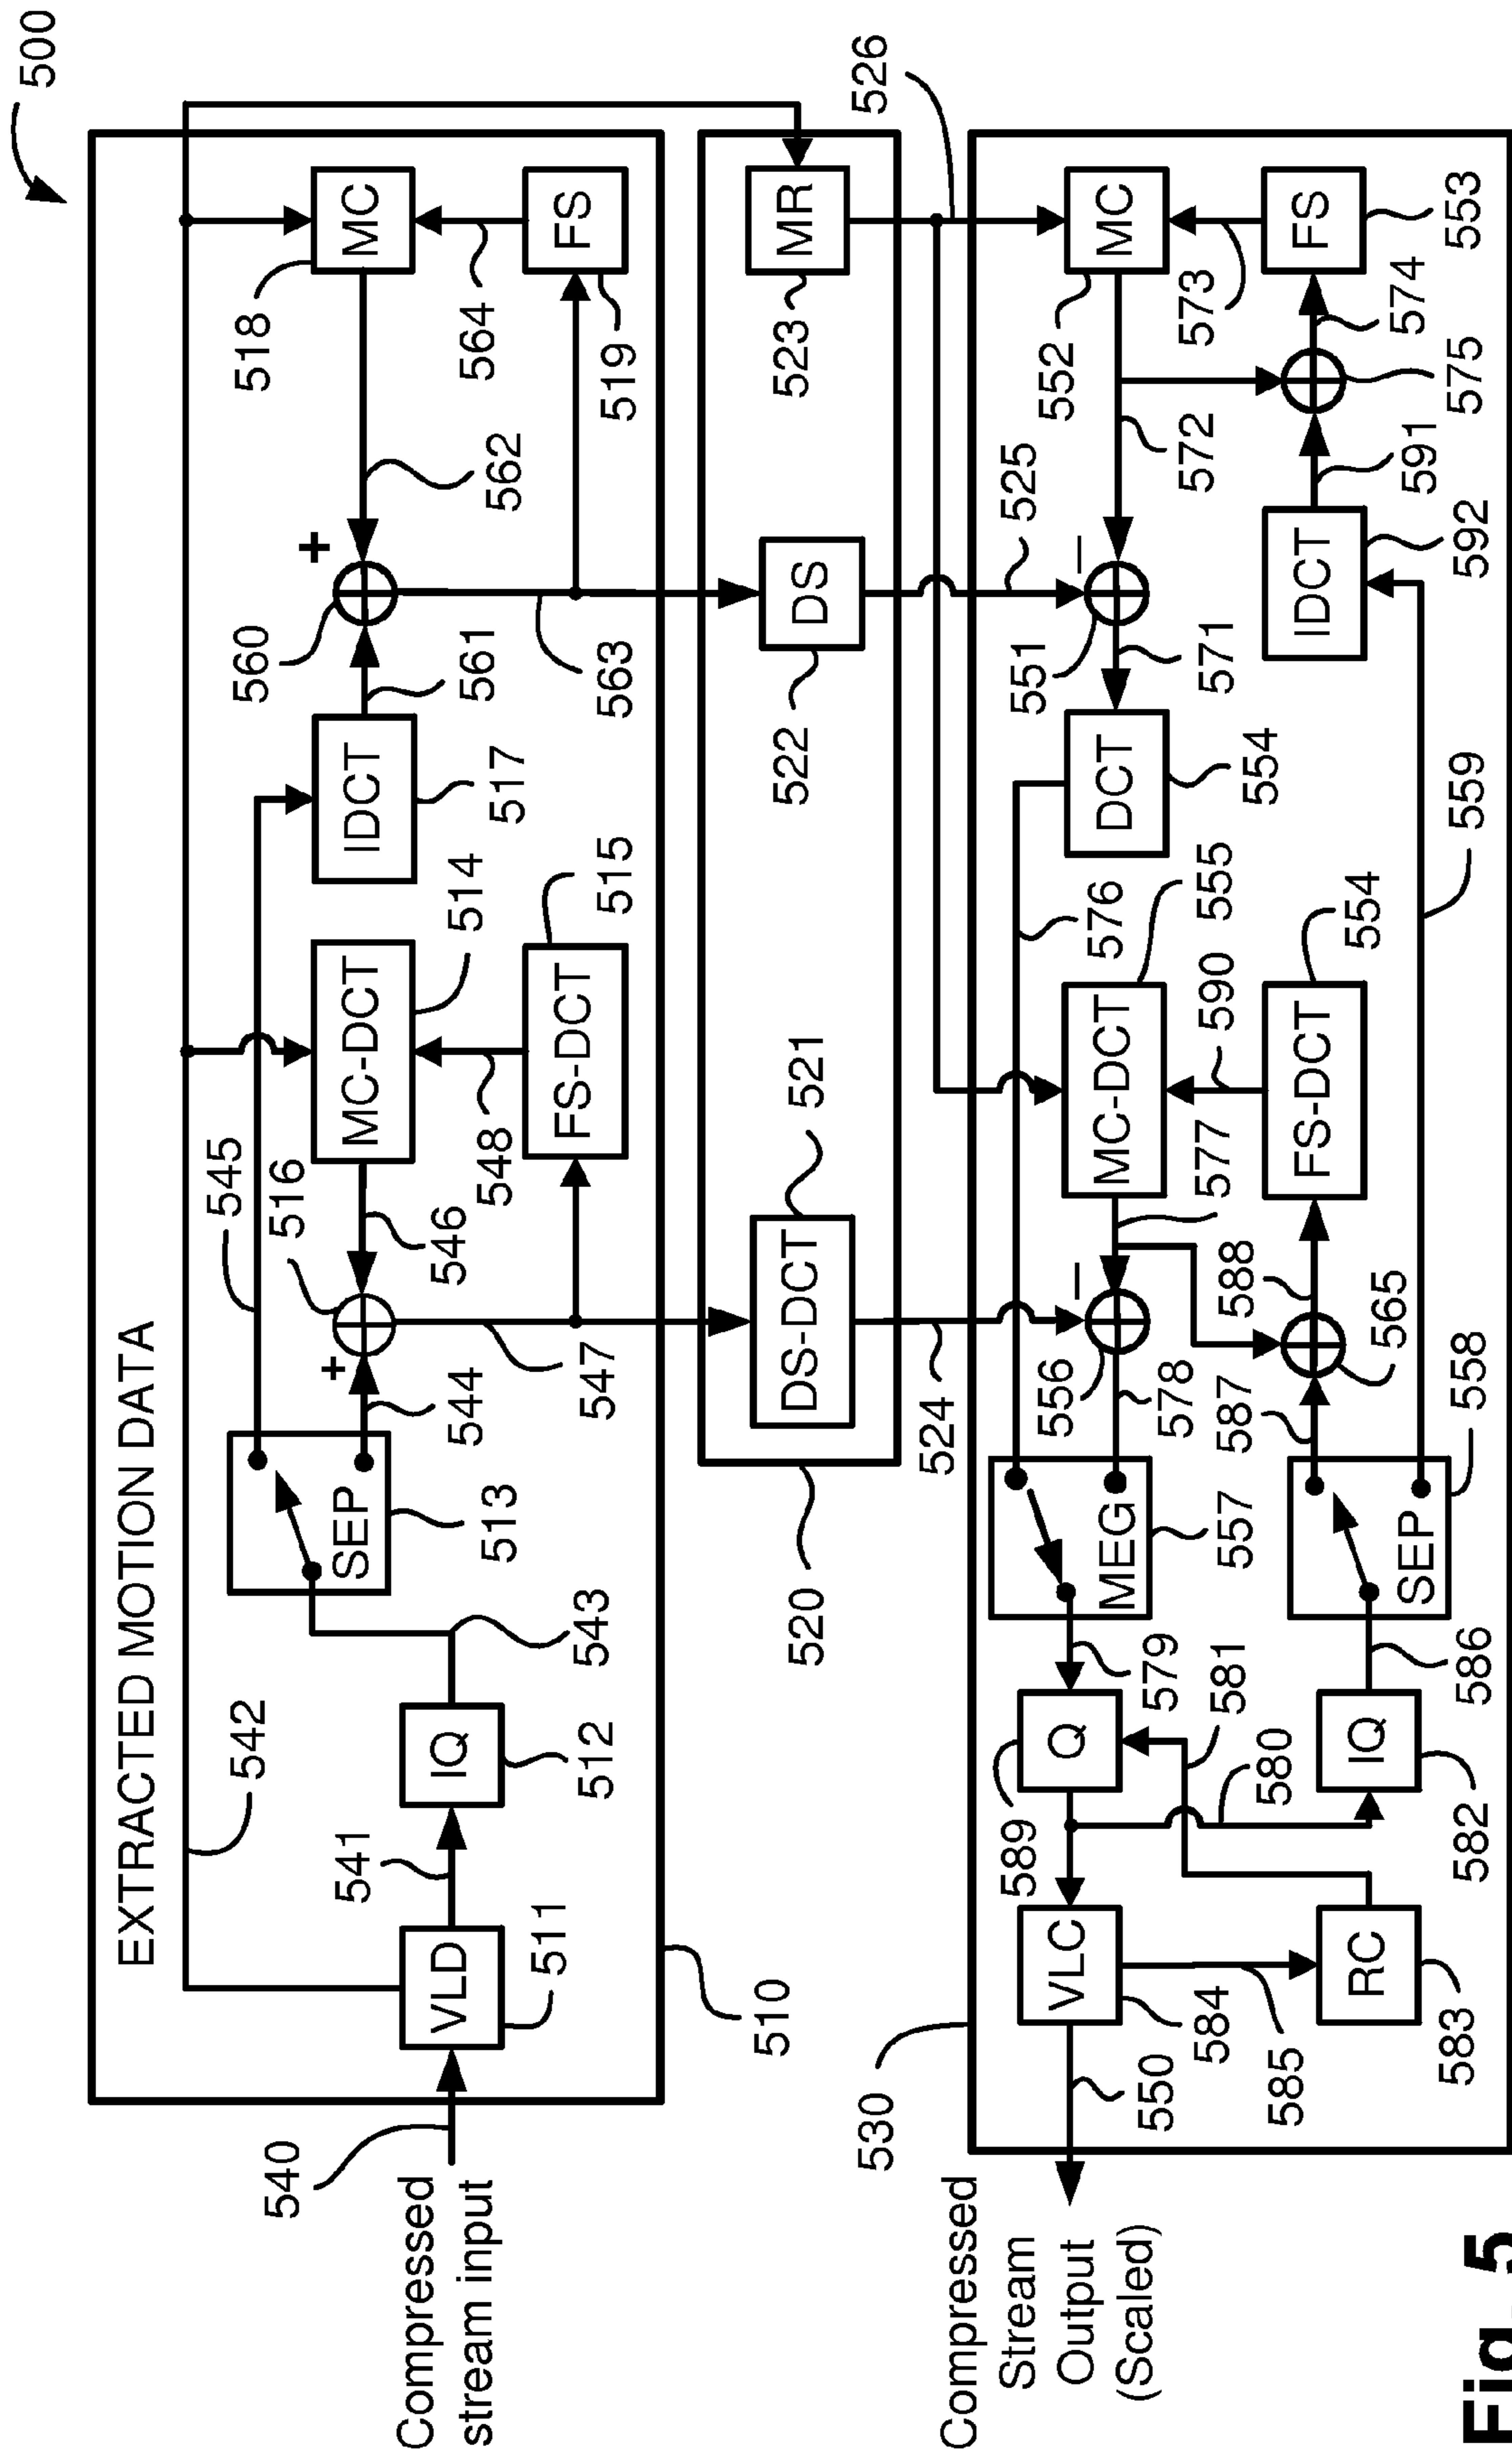 500
EXTRACTED MOTION DATA
542
545
516
518
560
MC
562
564
FS
519
IDCT
561
563
517
MC-DCT
514
546
548
FS-DCT
515
547
544
+
+
SEP
513
543
IQ
512
541
VLD
511
510
540
Compressed
stream input
MR
523
DS
522
DS-DCT
521
520
526
525
524
530
MC
552
573
FS
553
574
575
572
591
IDCT
592
–
551
571
DCT
554
576
MC-DCT
555
590
577
FS-DCT
554
559
–
556
578
588
565
587
MEG
557
SEP
558
579
581
586
Q
589
580
IQ
582
VLC
584
585
RC
583
550
Compressed
Stream
Output
(Scaled)
Fig. 5